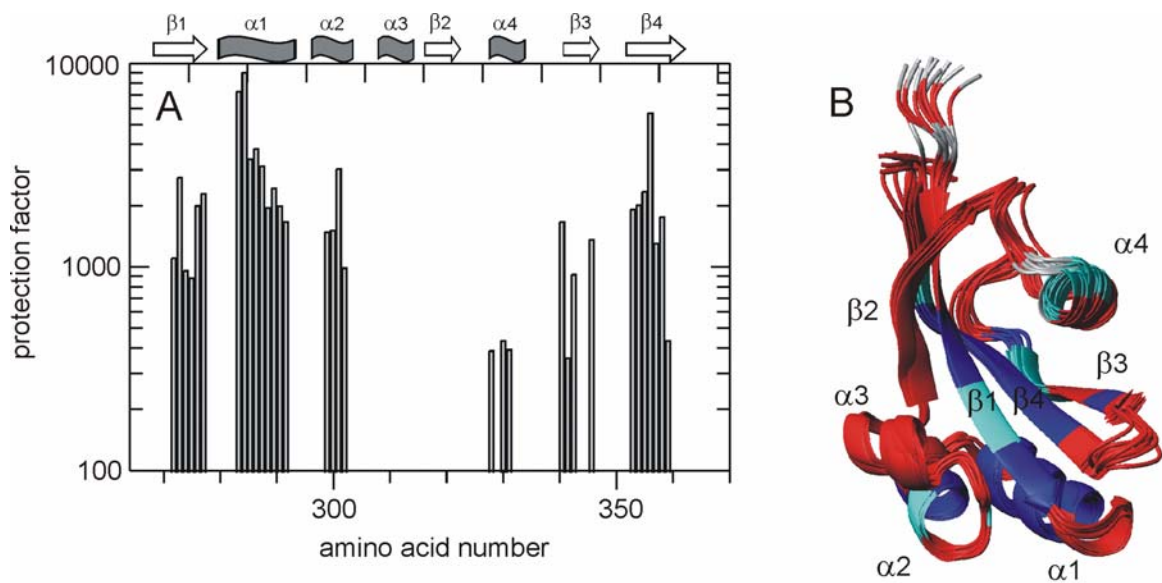 β1 α1 α2 α3 β2 α4 β3 β4
10000
A
1000
100
protection factor
300 350
amino acid number
B
α4
β2
β3
β1 β4
α3
α2 α1